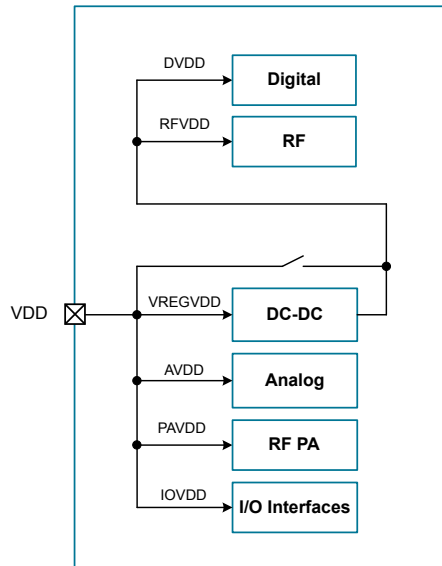 DVDD
Digital
RFVDD
RF
VDD
VREGVDD
DC-DC
AVDD
Analog
PAVDD
RF PA
IOVDD
I/O Interfaces